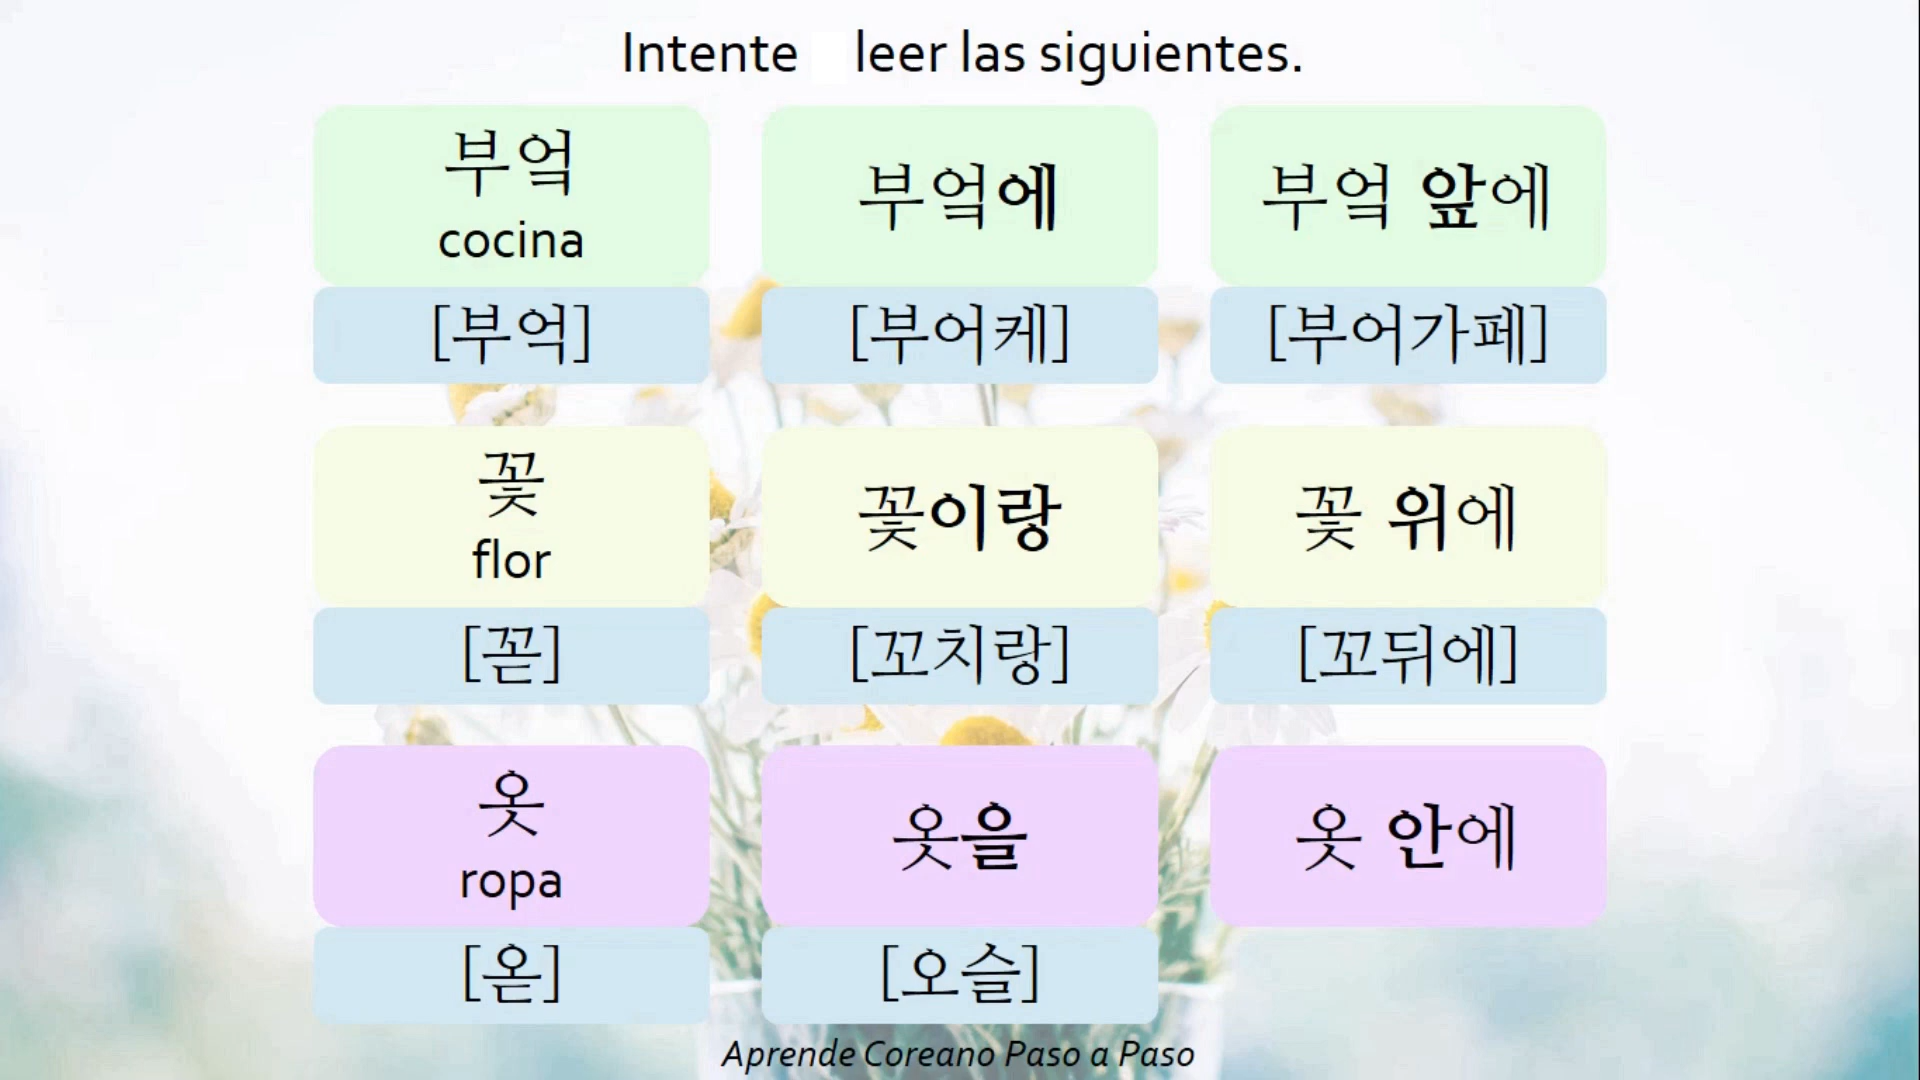 Intente leer las siguientes.
부엌
cocina
부엌에
부엌 앞에
[부억]
[부어케]
[부어가페]
꽃
flor
꽃이랑
꽃 위에
[꼳]
[꼬치랑]
[꼬뒤에]
옷
ropa
옷을
옷 안에
[옫]
[오슬]
Aprende Coreano Paso a Paso